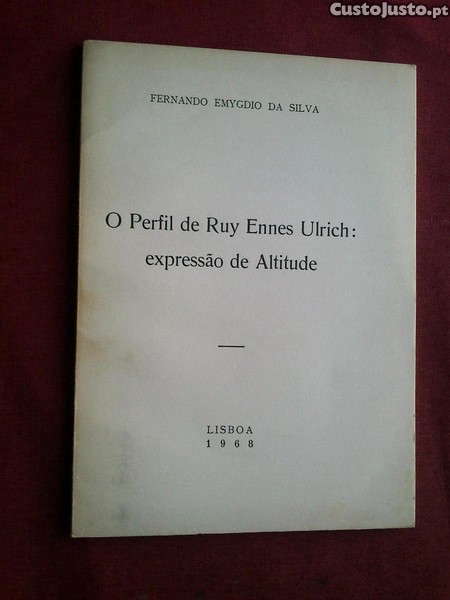 CustoJusto.pt
FERNANDO EMYGDIO DA SILVA
O Perfil de Ruy Ennes Ulrich:
expressão de Altitude
LISBOA
1968